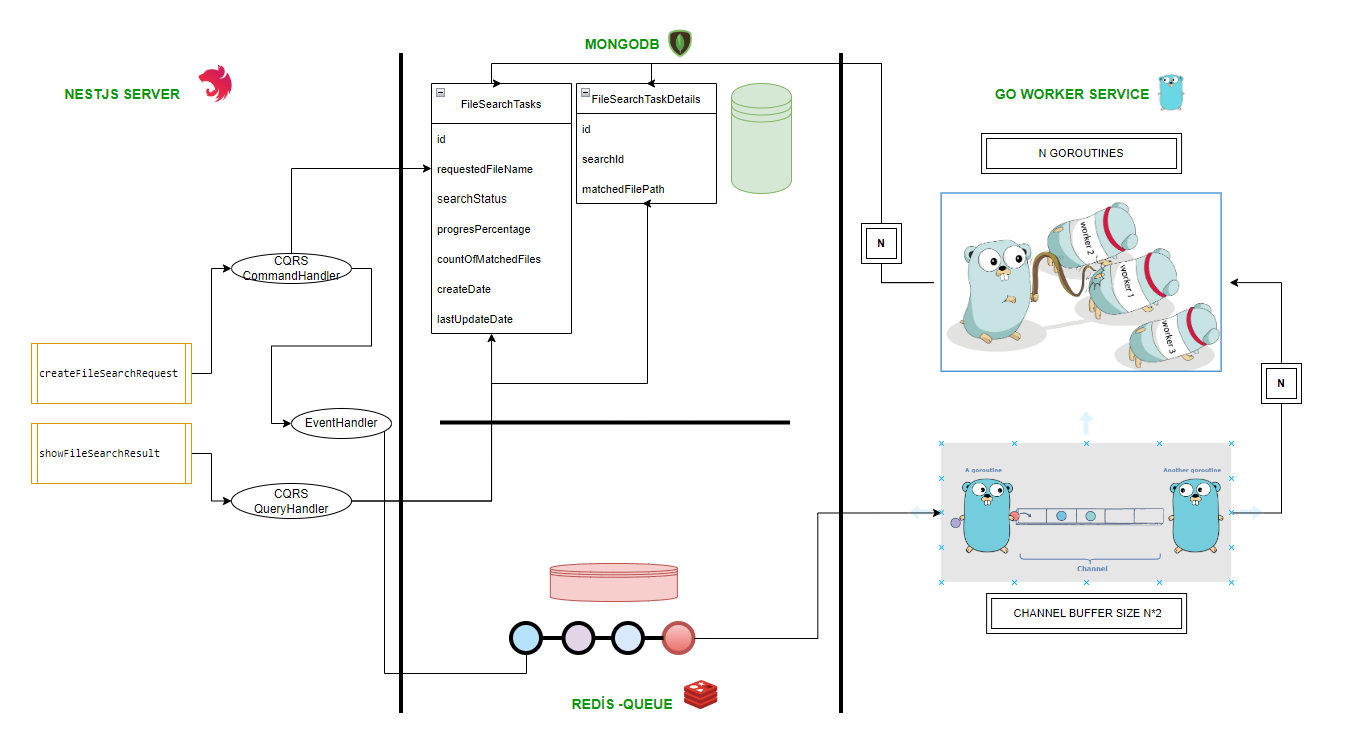 NESTJS SERVER
createFileSearchRequest
showFileSearchResult
CQRS
CommandHandler
EventHandler
CQRS
QueryHandler
MONGODB
FileSearchTasks
id
requestedFileName
searchStatus
progresPercentage
countOfMatchedFiles
createDate
lastUpdateDate
FileSearchTaskDetails
id
searchId
matchedFilePath
REDİS -QUEUE
GO WORKER SERVICE
N GOROUTINES
N
worker 2
worker 1
worker 3
N
A goroutine
Another goroutine
Channel
CHANNEL BUFFER SIZE N*2